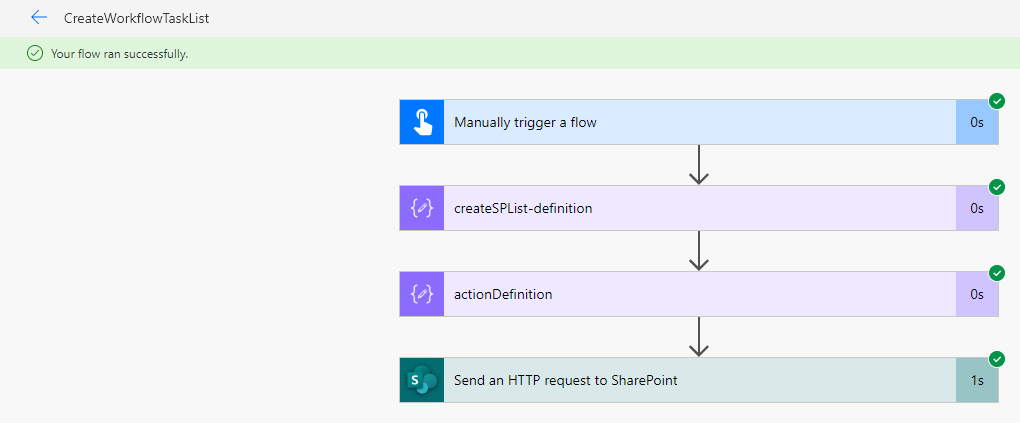 CreateWorkflowTaskList
Your flow ran successfully.
Manually trigger a flow 0s
createSPList-definition 0s
actionDefinition 0s
S Send an HTTP request to SharePoint 1s